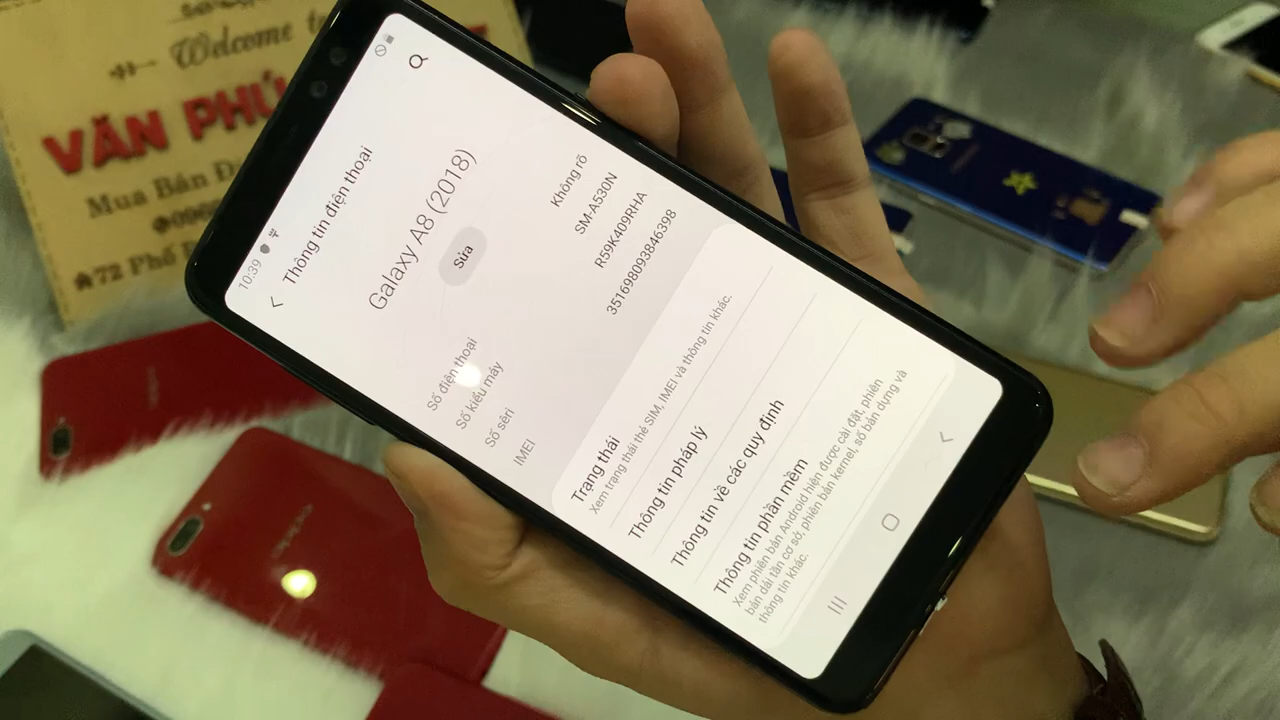 Welcome
VĂN PHÚ
Mua Bán
72 Phố
10:39
Thông tin điện thoại
Galaxy A8 (2018)
Sửa
Số điện thoại Không rõ
Số kiểu máy SM-A530N
Số sêri R59K409RHA
IMEI 351698093846398
Trạng thái
Xem trạng thái thẻ SIM, IMEI và thông tin khác.
Thông tin pháp lý
Thông tin về các quy định
Thông tin phần mềm
Xem phiên bản Android hiện được cài đặt, phiên
bản dải tần cơ sở, phiên bản kernel, số bản dựng và
thông tin khác.